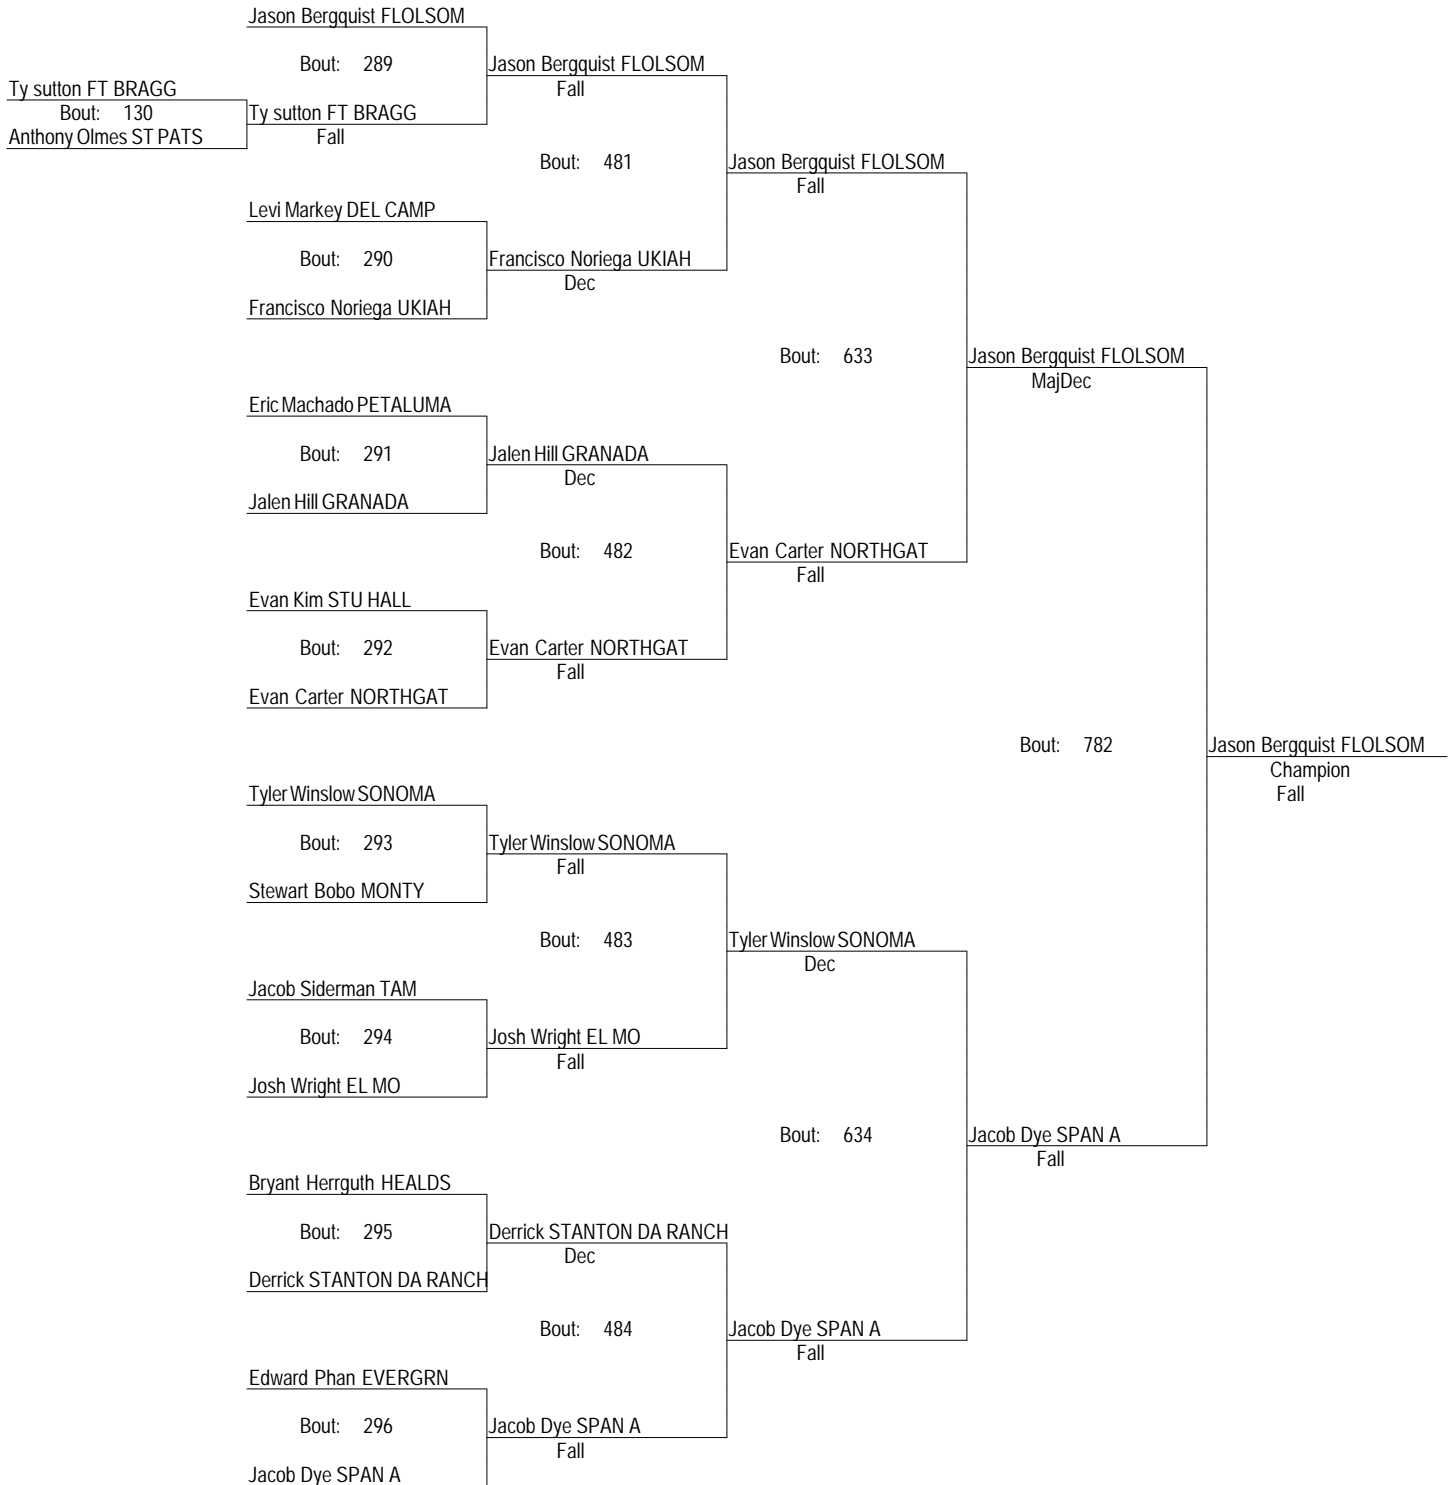 Jason Bergquist FLOLSOM
Bout: 289
Jason Bergquist FLOLSOM
Fall
Ty sutton FT BRAGG
Bout: 130
Anthony Olmes ST PATS
Ty sutton FT BRAGG
Fall
Bout: 481
Jason Bergquist FLOLSOM
Fall
Levi Markey DEL CAMP
Bout: 290
Francisco Noriega UKIAH
Dec
Francisco Noriega UKIAH
Bout: 633
Jason Bergquist FLOLSOM
MajDec
Eric Machado PETALUMA
Bout: 291
Jalen Hill GRANADA
Dec
Jalen Hill GRANADA
Bout: 482
Evan Carter NORTHGAT
Fall
Evan Kim STU HALL
Bout: 292
Evan Carter NORTHGAT
Fall
Evan Carter NORTHGAT
Bout: 782
Jason Bergquist FLOLSOM
Champion
Fall
Tyler Winslow SONOMA
Bout: 293
Tyler Winslow SONOMA
Fall
Stewart Bobo MONTY
Bout: 483
Tyler Winslow SONOMA
Dec
Jacob Siderman TAM
Bout: 294
Josh Wright EL MO
Fall
Josh Wright EL MO
Bout: 634
Jacob Dye SPAN A
Fall
Bryant Herrguth HEALDS
Bout: 295
Derrick STANTON DA RANCH
Dec
Derrick STANTON DA RANCH
Bout: 484
Jacob Dye SPAN A
Fall
Edward Phan EVERGRN
Bout: 296
Jacob Dye SPAN A
Fall
Jacob Dye SPAN A